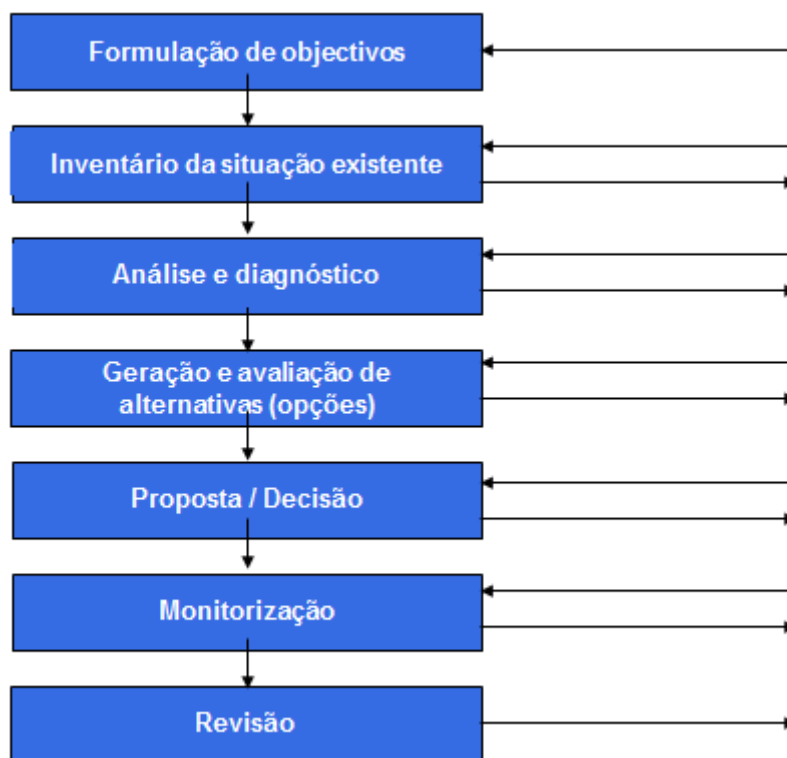 Formulação de objectivos
Inventário da situação existente
Análise e diagnóstico
Geração e avaliação de
alternativas (opções)
Proposta / Decisão
Monitorização
Revisão